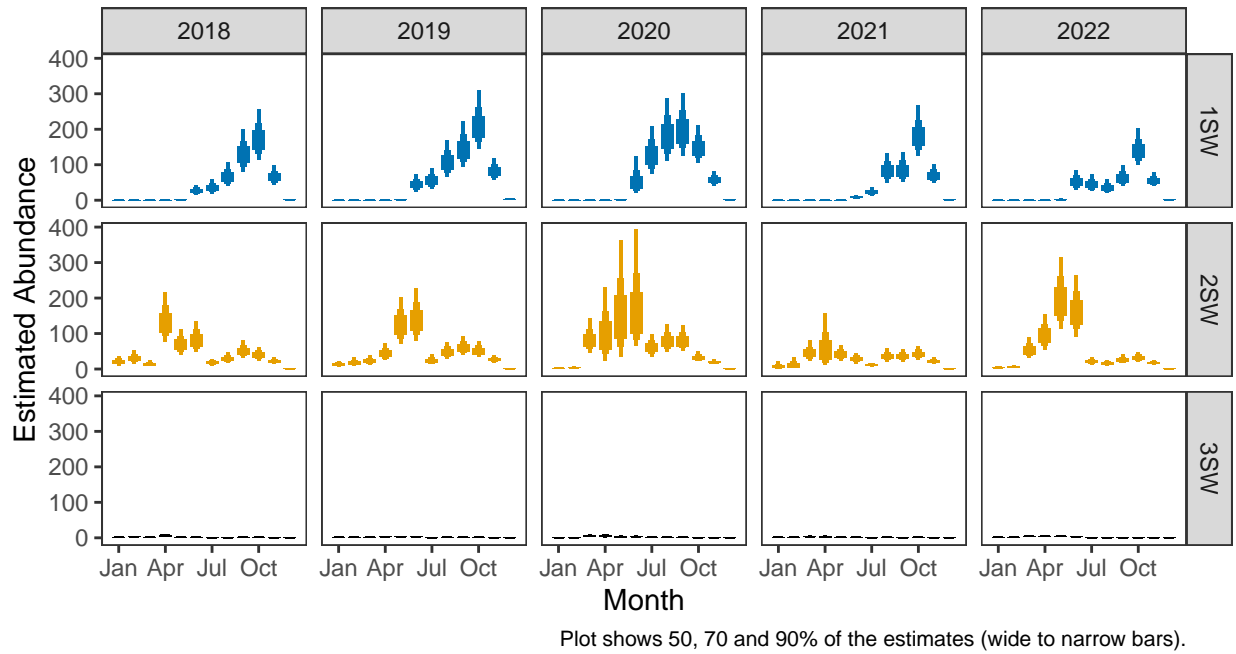 2018 2019 2020 2021 2022
400
300
200
100
0
1SW
400
300
200
100
0
2SW
Estimated Abundance
400
300
200
100
0
3SW
Jan Apr Jul Oct Jan Apr Jul Oct Jan Apr Jul Oct Jan Apr Jul Oct Jan Apr Jul Oct
Month
Plot shows 50, 70 and 90% of the estimates (wide to narrow bars).